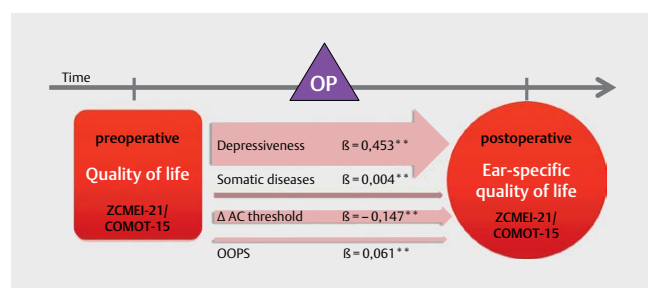 Time
OP
preoperative
Quality of life
ZCMEI-21/
COMOT-15
Depressiveness ß = 0,453**
Somatic diseases ß = 0,004**
Δ AC threshold ß = – 0,147**
OOPS ß = 0,061**
postoperative
Ear-specific
quality of life
ZCMEI-21/
COMOT-15